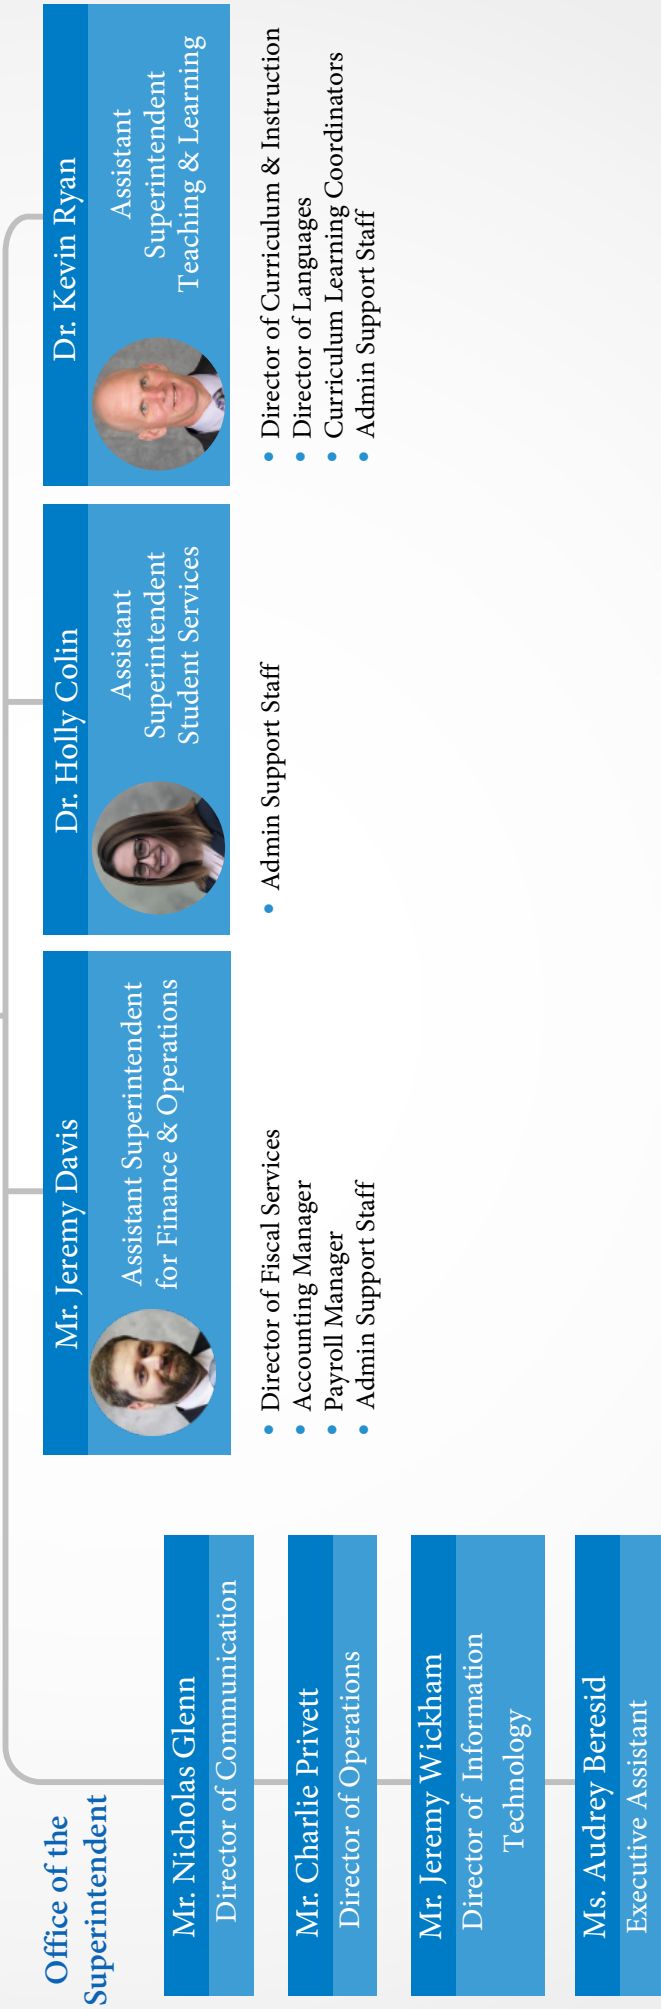 Office of the
Superintendent
Mr. Nicholas Glenn
Director of Communication
Mr. Charlie Privett
Director of Operations
Mr. Jeremy Wickham
Director of  Information
Technology
Ms. Audrey Beresid
Executive Assistant
Mr. Jeremy Davis
Assistant Superintendent
for Finance & Operations
• Director of Fiscal Services
• Accounting Manager
• Payroll Manager
• Admin Support Staff
Dr. Holly Colin
Assistant
Superintendent
Student Services
• Admin Support Staff
Dr. Kevin Ryan
Assistant
Superintendent
Teaching & Learning
• Director of Curriculum & Instruction
• Director of Languages
• Curriculum Learning Coordinators
• Admin Support Staff